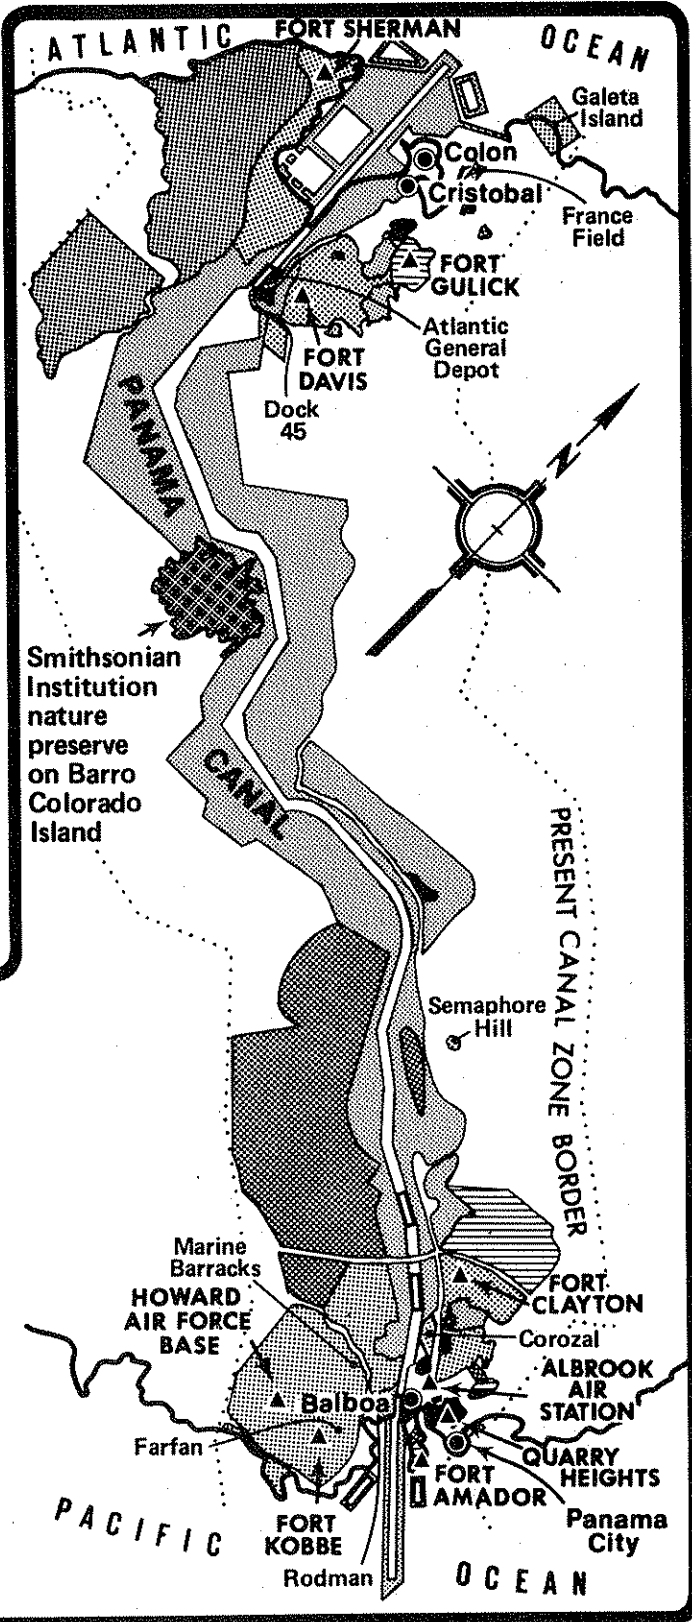 FORT SHERMAN
ATLANTIC OCEAN
Galeta
Island
Colon
Cristobal
France
Field
FORT
GULICK
Atlantic
General
Depot
FORT
DAVIS
Dock
45
N
PANAMA
CANAL
Smithsonian
Institution
nature
preserve
on Barro
Colorado
Island
PRESENT CANAL ZONE BORDER
Semaphore
Hill
Marine
Barracks
HOWARD
AIR FORCE
BASE
FORT
CLAYTON
Corozal
ALBROOK
AIR
STATION
Balboa
Farfan
QUARRY
HEIGHTS
FORT
AMADOR
Panama
City
FORT
KOBBE
Rodman
PACIFIC OCEAN